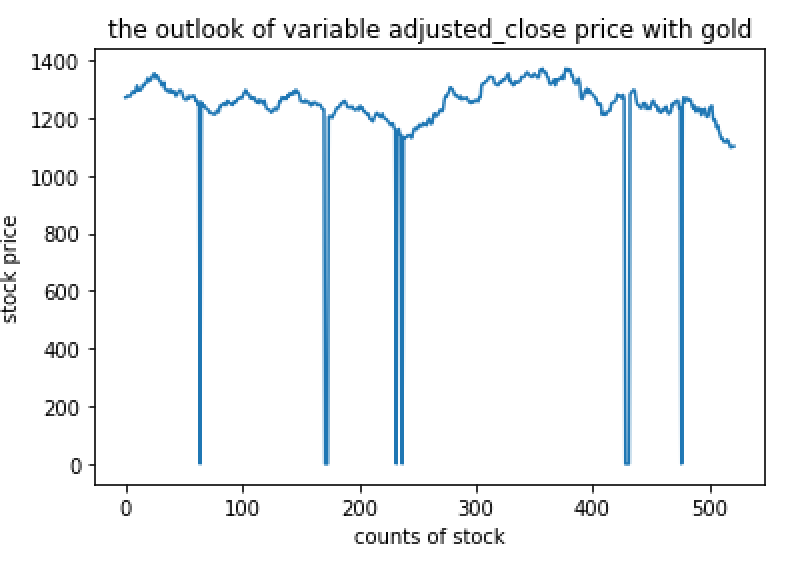 the outlook of variable adjusted_close price with gold
1400
1200
1000
800
600
400
200
0
stock price
0 100 200 300 400 500
counts of stock